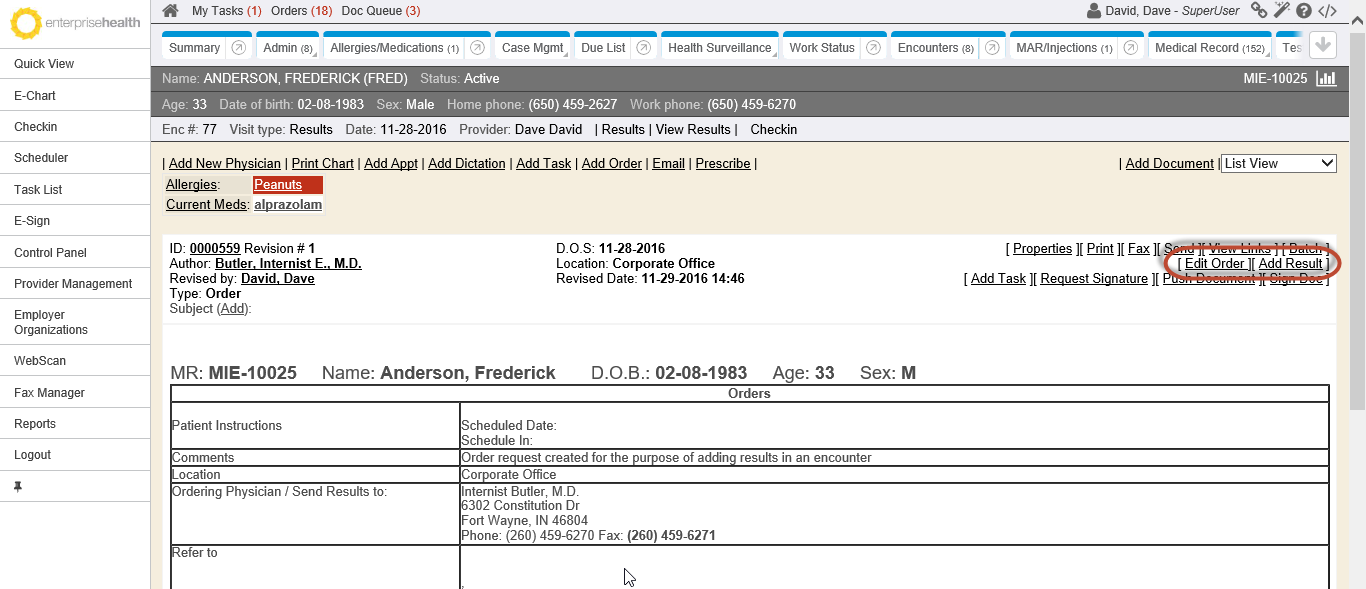 enterprisehealth
Quick View
E-Chart
Checkin
Scheduler
Task List
E-Sign
Control Panel
Provider Management
Employer
Organizations
WebScan
Fax Manager
Reports
Logout
My Tasks (1) Orders (18) Doc Queue (3)
David, Dave - SuperUser
Summary Admin (8) Allergies/Medications (1) Case Mgmt Due List Health Surveillance Work Status Encounters (8) MAR/Injections (1) Medical Record (152) Tes
Name: ANDERSON, FREDERICK (FRED) Status: Active MIE-10025
Age: 33 Date of birth: 02-08-1983 Sex: Male Home phone: (650) 459-2627 Work phone: (650) 459-6270
Enc #: 77 Visit type: Results Date: 11-28-2016 Provider: Dave David | Results | View Results | Checkin
| Add New Physician | Print Chart | Add Appt | Add Dictation | Add Task | Add Order | Email | Prescribe |
| Add Document | List View
Allergies: Peanuts
Current Meds: alprazolam
ID: 0000559 Revision # 1
Author: Butler, Internist E., M.D.
Revised by: David, Dave
Type: Order
Subject (Add):
D.O.S: 11-28-2016
Location: Corporate Office
Revised Date: 11-29-2016 14:46
[ Properties ][ Print ][ Fax ][ Send ][ View Links ] [ Batch ]
[ Edit Order ][ Add Result ]
[ Add Task ][ Request Signature ][ Push Document ][ Sign Doc ]
MR: MIE-10025 Name: Anderson, Frederick D.O.B.: 02-08-1983 Age: 33 Sex: M
Orders
Patient Instructions
Scheduled Date:
Schedule In:
Comments Order request created for the purpose of adding results in an encounter
Location Corporate Office
Ordering Physician / Send Results to:
Internist Butler, M.D.
6302 Constitution Dr
Fort Wayne, IN 46804
Phone: (260) 459-6270 Fax: (260) 459-6271
Refer to
,